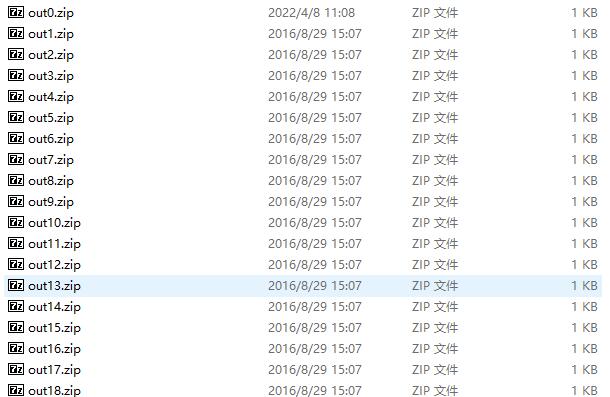 out0.zip 2022/4/8 11:08 ZIP 文件 1 KB
out1.zip 2016/8/29 15:07 ZIP 文件 1 KB
out2.zip 2016/8/29 15:07 ZIP 文件 1 KB
out3.zip 2016/8/29 15:07 ZIP 文件 1 KB
out4.zip 2016/8/29 15:07 ZIP 文件 1 KB
out5.zip 2016/8/29 15:07 ZIP 文件 1 KB
out6.zip 2016/8/29 15:07 ZIP 文件 1 KB
out7.zip 2016/8/29 15:07 ZIP 文件 1 KB
out8.zip 2016/8/29 15:07 ZIP 文件 1 KB
out9.zip 2016/8/29 15:07 ZIP 文件 1 KB
out10.zip 2016/8/29 15:07 ZIP 文件 1 KB
out11.zip 2016/8/29 15:07 ZIP 文件 1 KB
out12.zip 2016/8/29 15:07 ZIP 文件 1 KB
out13.zip 2016/8/29 15:07 ZIP 文件 1 KB
out14.zip 2016/8/29 15:07 ZIP 文件 1 KB
out15.zip 2016/8/29 15:07 ZIP 文件 1 KB
out16.zip 2016/8/29 15:07 ZIP 文件 1 KB
out17.zip 2016/8/29 15:07 ZIP 文件 1 KB
out18.zip 2016/8/29 15:07 ZIP 文件 1 KB